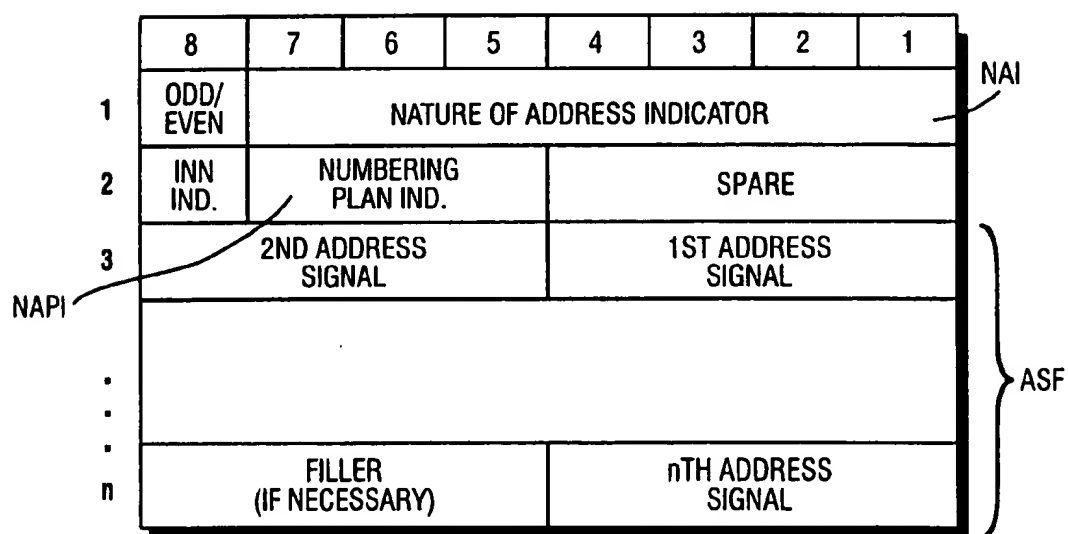 8 7 6 5 4 3 2 1
NAI
1 ODD/ EVEN NATURE OF ADDRESS INDICATOR
2 INN IND. NUMBERING PLAN IND. SPARE
3 2ND ADDRESS SIGNAL 1ST ADDRESS SIGNAL
NAPI
ASF
n FILLER (IF NECESSARY) nTH ADDRESS SIGNAL